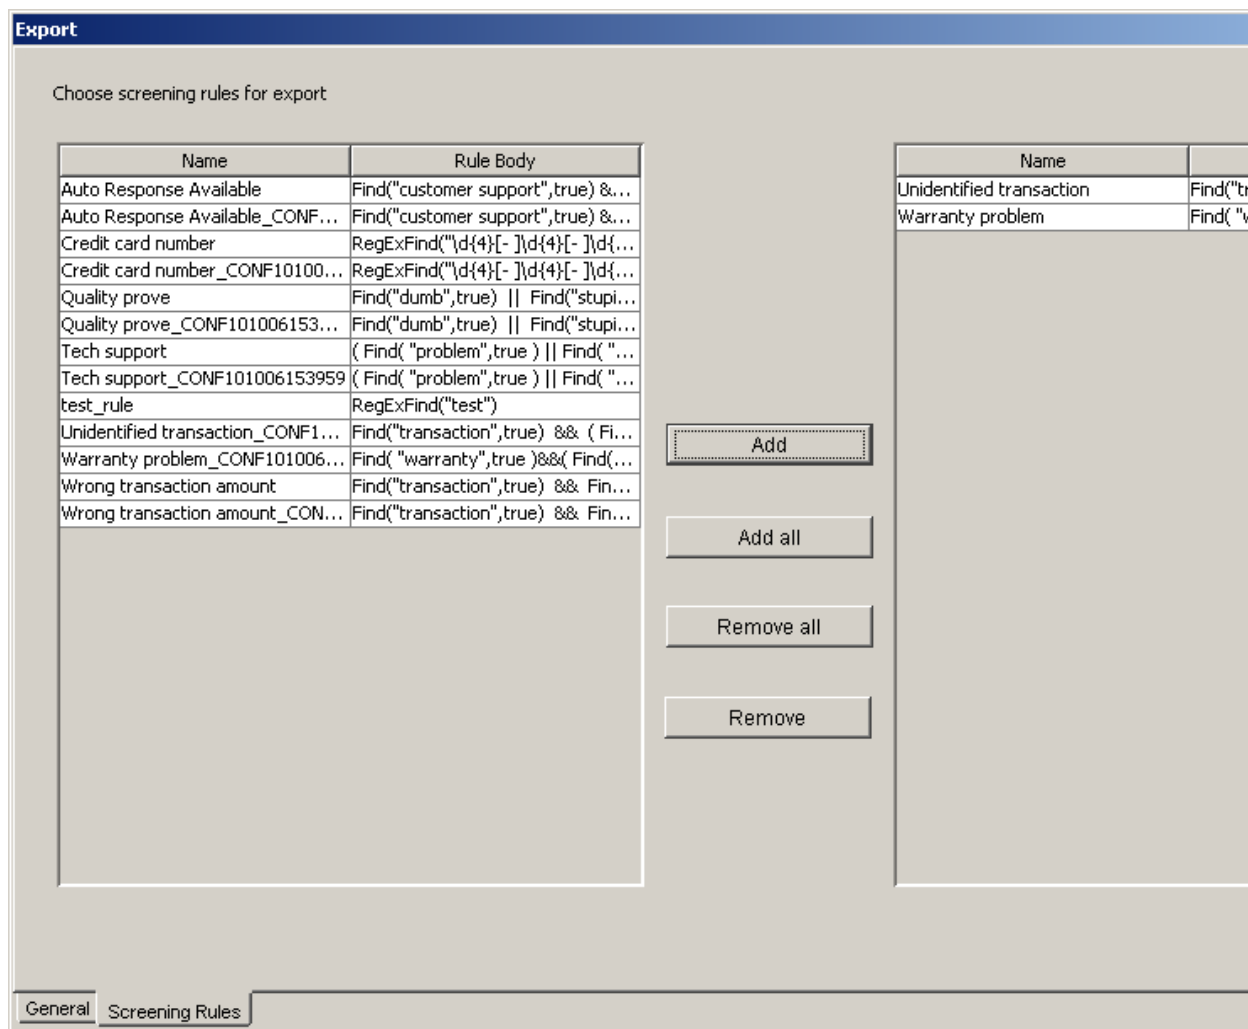 Export
Choose screening rules for export
Name Rule Body
Auto Response Available Find("customer support",true) &...
Auto Response Available_CONF... Find("customer support",true) &...
Credit card number RegExFind("\d{4}[- ]\d{4}[- ]\d{...
Credit card number_CONF10100... RegExFind("\d{4}[- ]\d{4}[- ]\d{...
Quality prove Find("dumb",true) || Find("stupi...
Quality prove_CONF101006153... Find("dumb",true) || Find("stupi...
Tech support ( Find( "problem",true ) || Find( "...
Tech support_CONF101006153959 ( Find( "problem",true ) || Find( "...
test_rule RegExFind("test")
Unidentified transaction_CONF1... Find("transaction",true) && ( Fi...
Warranty problem_CONF101006... Find( "warranty",true )&&( Find(...
Wrong transaction amount Find("transaction",true) && Fin...
Wrong transaction amount_CON... Find("transaction",true) && Fin...
Add
Add all
Remove all
Remove
Name
Unidentified transaction Find("tr
Warranty problem Find( "w
General Screening Rules